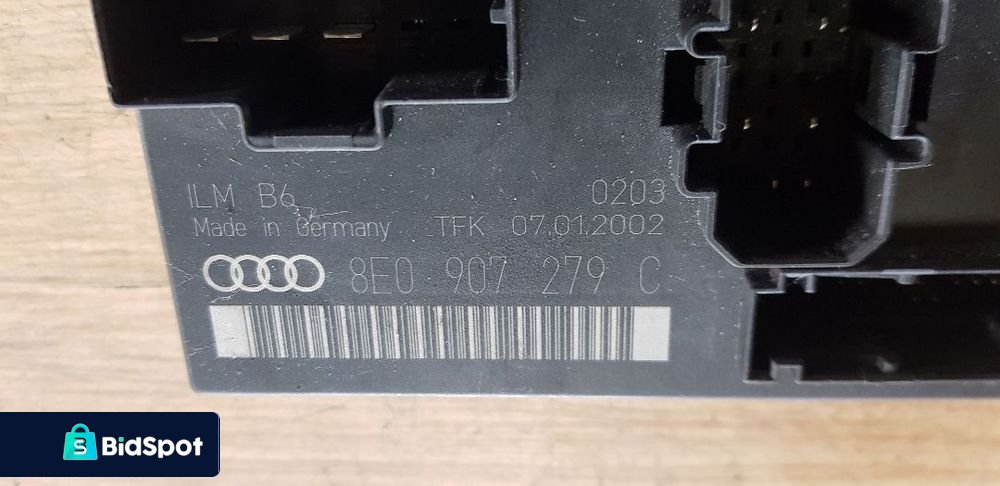 ILM B6 0203
Made in Germany TFK 07.01.2002
8E0 907 279 C
BidSpot